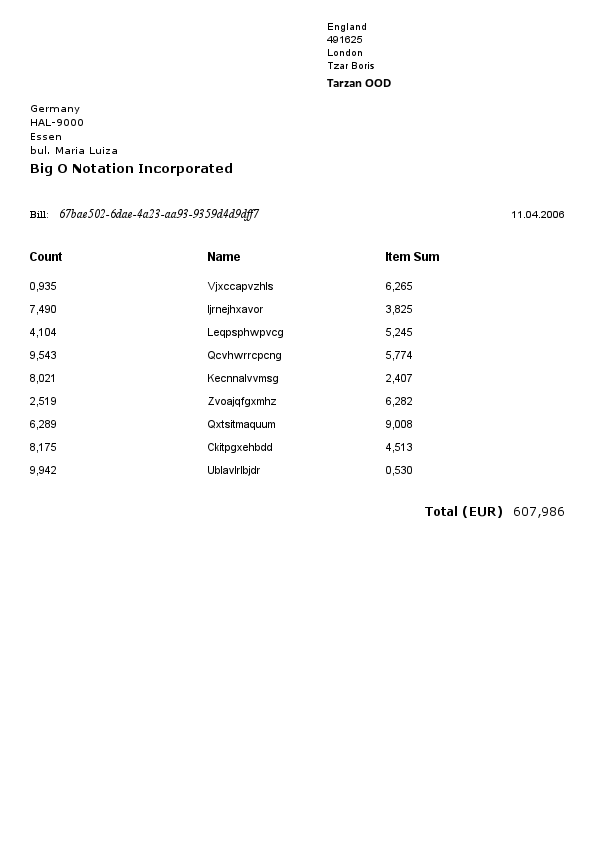 England
491625
London
Tzar Boris
Tarzan OOD
Germany
HAL-9000
Essen
bul. Maria Luiza
Big O Notation Incorporated
Bill: 67bae502-6dae-4a23-aa93-9359d4d9dff7 11.04.2006
Count Name Item Sum
0,935 Vjxccapvzhls 6,265
7,490 Ijrnejhxavor 3,825
4,104 Leqpsphwpvcg 5,245
9,543 Qcvhwrrcpcng 5,774
8,021 Kecnnalvvmsg 2,407
2,519 Zvoajqfgxmhz 6,282
6,289 Qxtsitmaquum 9,008
8,175 Ckitpgxehbdd 4,513
9,942 Ublavlrlbjdr 0,530
Total (EUR) 607,986